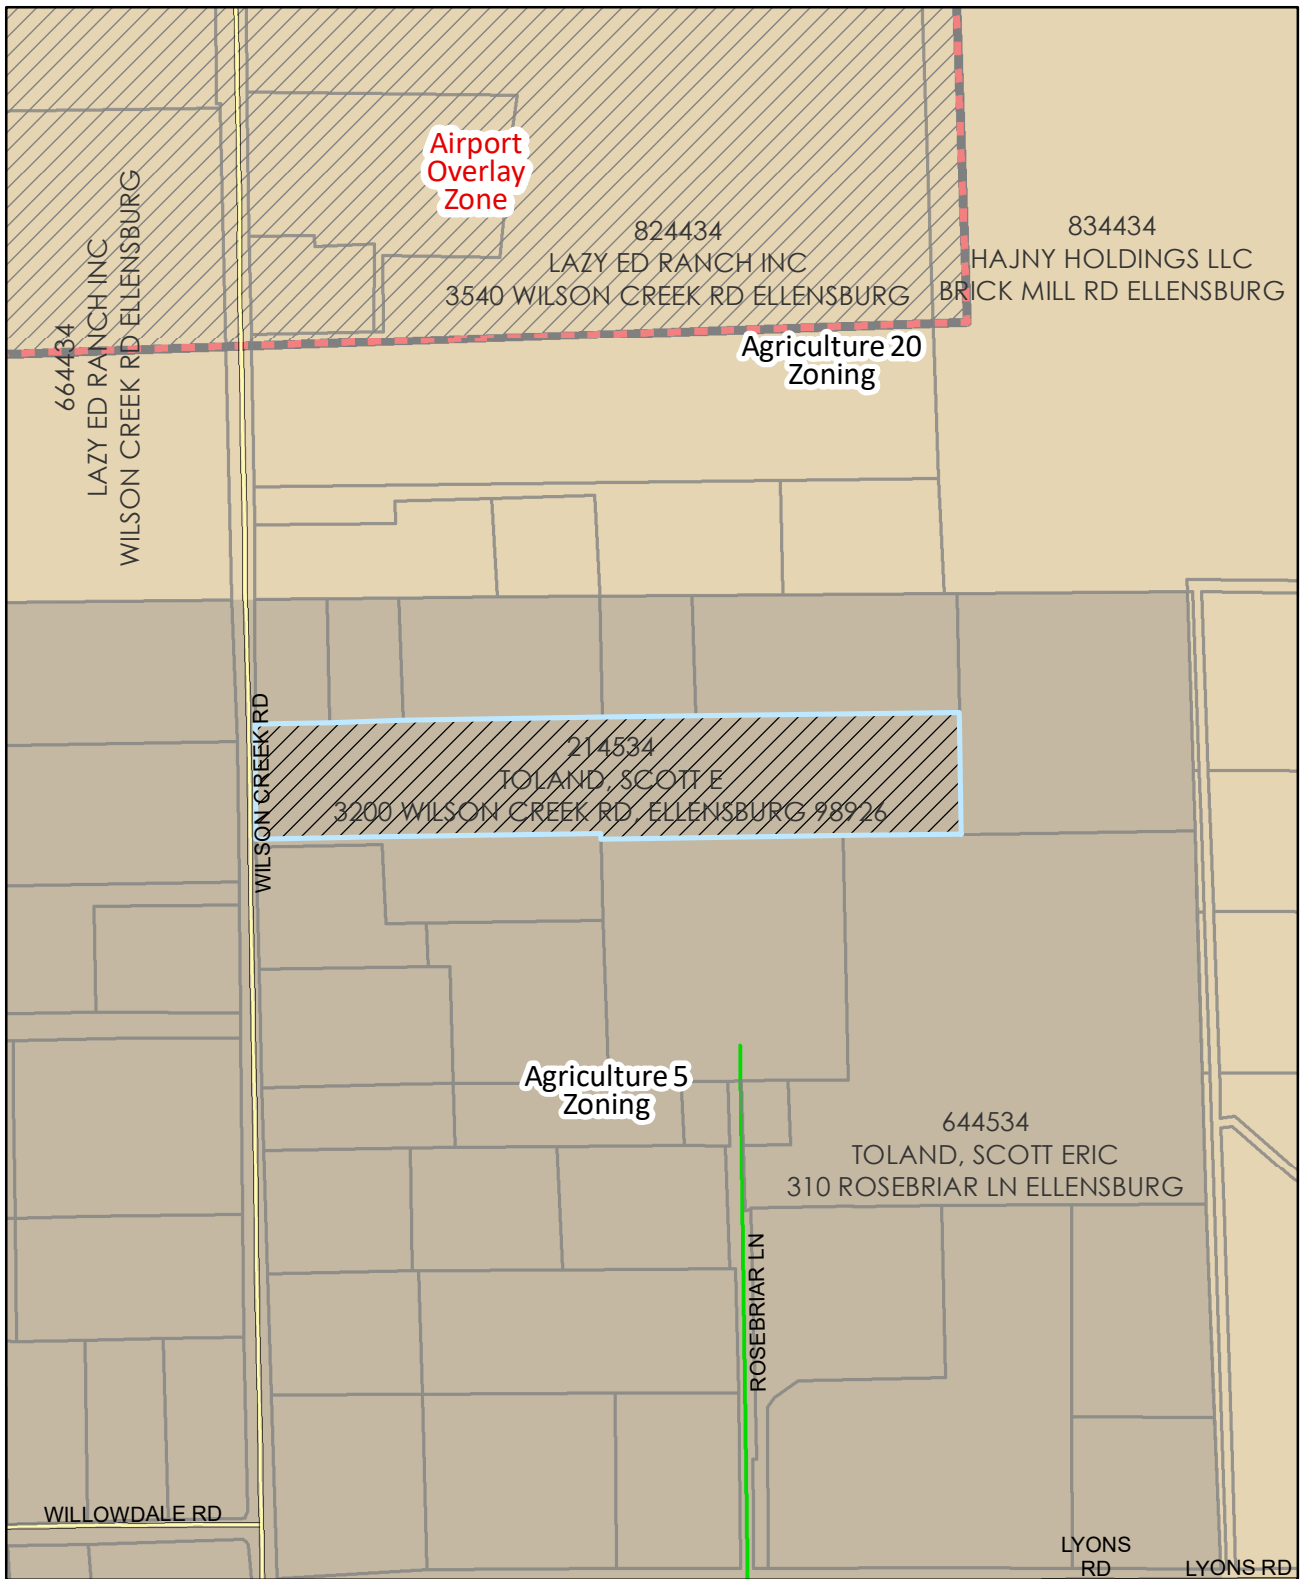 Airport
Overlay
Zone
824434
LAZY ED RANCH INC
3540 WILSON CREEK RD ELLENSBURG
834434
HAJNY HOLDINGS LLC
BRICK MILL RD ELLENSBURG
664434
LAZY ED RANCH INC
WILSON CREEK RD ELLENSBURG
Agriculture 20
Zoning
WILSON CREEK RD
214534
TOLAND, SCOTT E
3200 WILSON CREEK RD, ELLENSBURG 98926
Agriculture 5
Zoning
644534
TOLAND, SCOTT ERIC
310 ROSEBRIAR LN ELLENSBURG
ROSEBRIAR LN
WILLOWDALE RD
LYONS
RD
LYONS RD